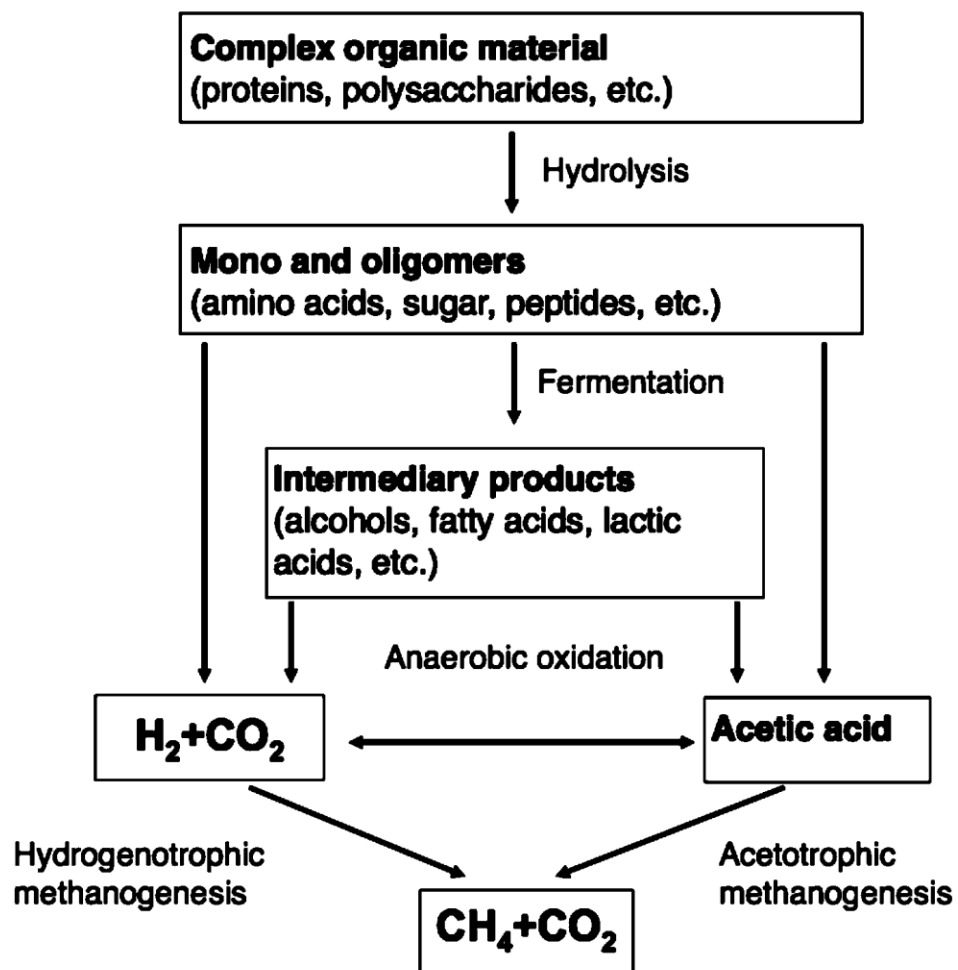 Complex organic material
(proteins, polysaccharides, etc.)
Hydrolysis
Mono and oligomers
(amino acids, sugar, peptides, etc.)
Fermentation
Intermediary products
(alcohols, fatty acids, lactic
acids, etc.)
Anaerobic oxidation
H₂+CO₂
Acetic acid
Hydrogenotrophic
methanogenesis
Acetotrophic
methanogenesis
CH₄+CO₂